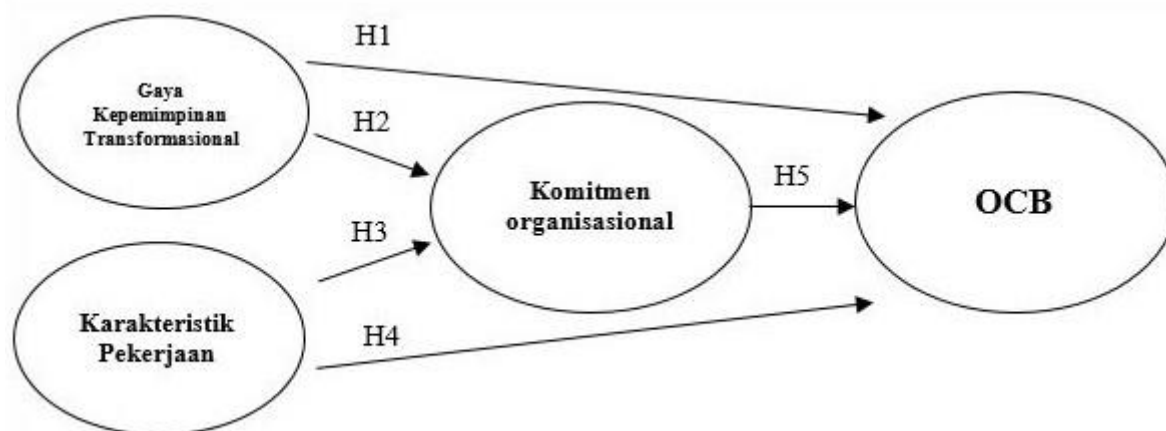 H1
Gaya
Kepemimpinan
Transformasional
H2
Komitmen
organisasional
H5
OCB
H3
Karakteristik
Pekerjaan
H4